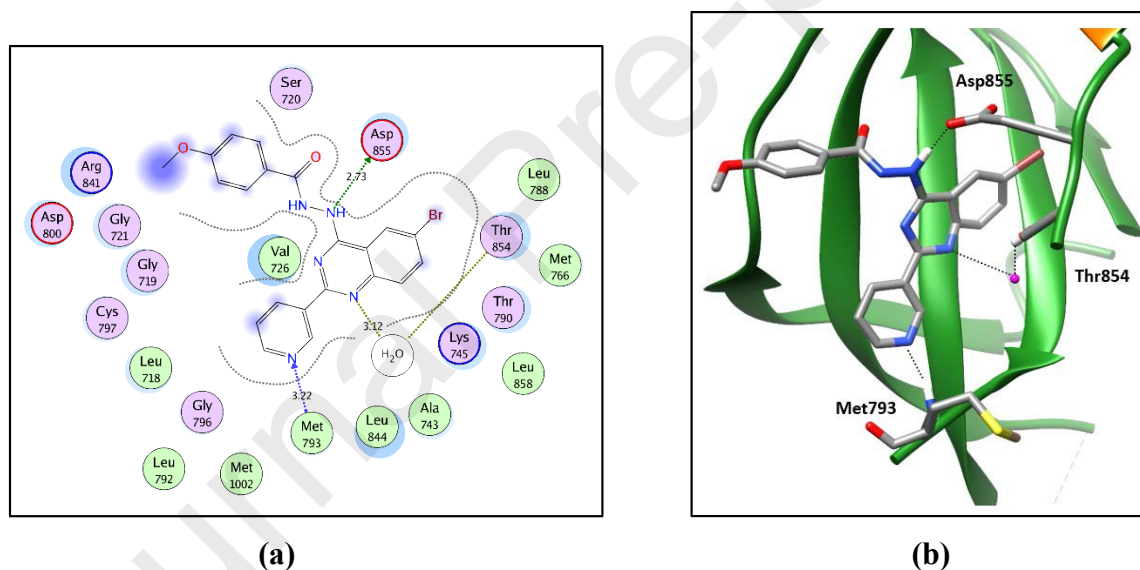 Ser
720
Asp
855
2.73
Arg
841
Asp
800
Gly
721
Gly
719
Cys
797
Leu
718
Gly
796
Leu
792
Met
1002
O
O
HN
NH
Val
726
N
N
N
Br
3.12
H₂O
3.22
Met
793
Leu
844
Ala
743
Lys
745
Leu
858
Thr
790
Thr
854
Met
766
Leu
788
(a)
Asp855
Thr854
Met793
(b)